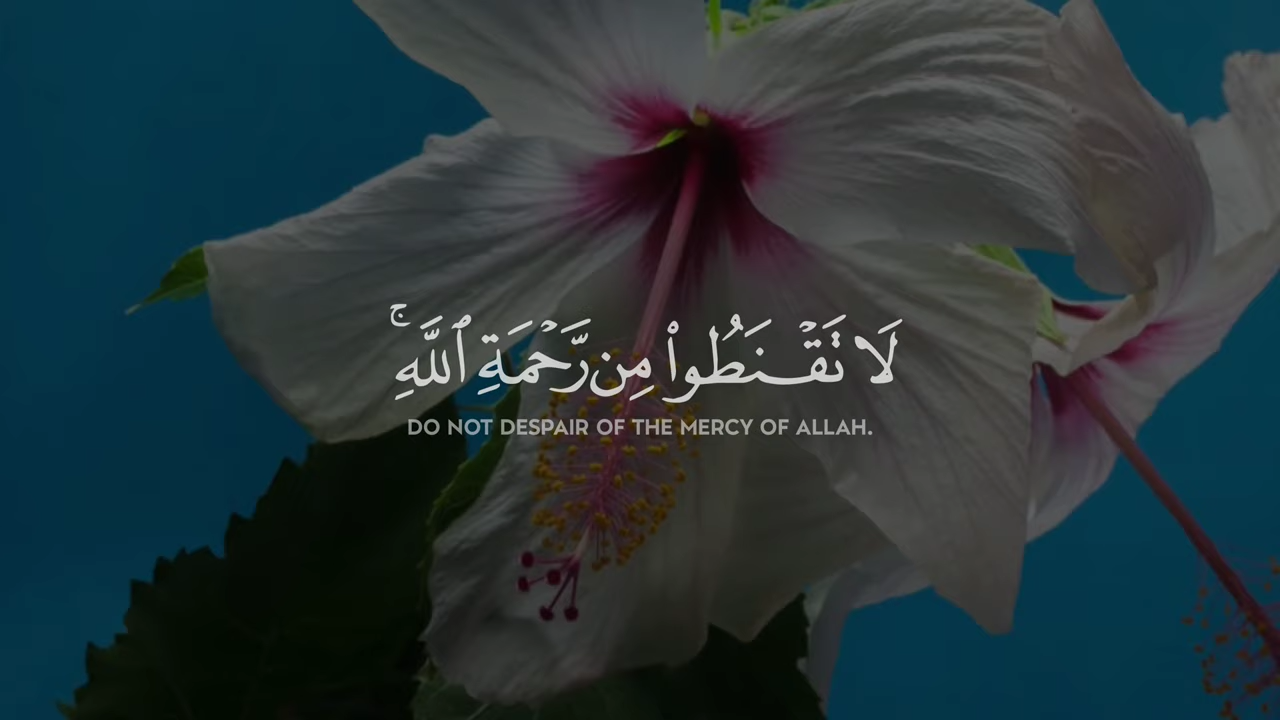 لَا تَقۡنَطُوا۟ مِن رَّحۡمَةِ ٱللَّهِۚ
DO NOT DESPAIR OF THE MERCY OF ALLAH.